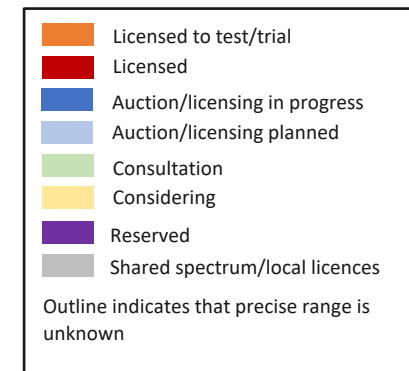 Licensed to test/trial
Licensed
Auction/licensing in progress
Auction/licensing planned
Consultation
Considering
Reserved
Shared spectrum/local licences
Outline indicates that precise range is
unknown